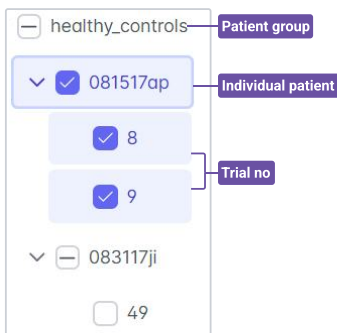 healthy_controls
Patient group
081517ap
Individual patient
8
Trial no
9
083117ji
49